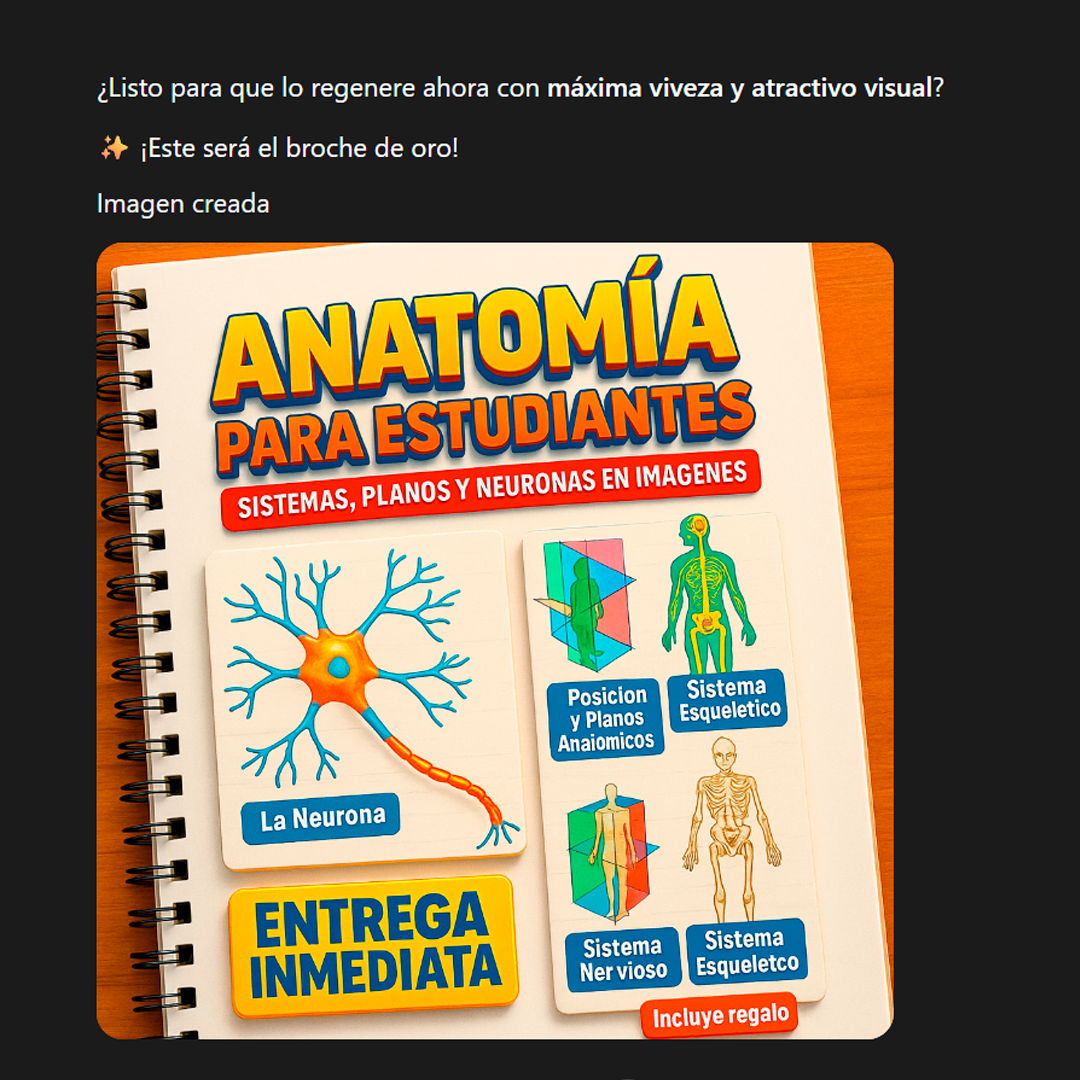 ¿Listo para que lo regenere ahora con máxima viveza y atractivo visual?
✨ ¡Este será el broche de oro!
Imagen creada
ANATOMÍA
PARA ESTUDIANTES
SISTEMAS, PLANOS Y NEURONAS EN IMAGENES
La Neurona
ENTREGA
INMEDIATA
Posicion
y Planos
Anaiomicos
Sistema
Esqueletico
Sistema
Ner vioso
Sistema
Esqueletco
Incluye regalo